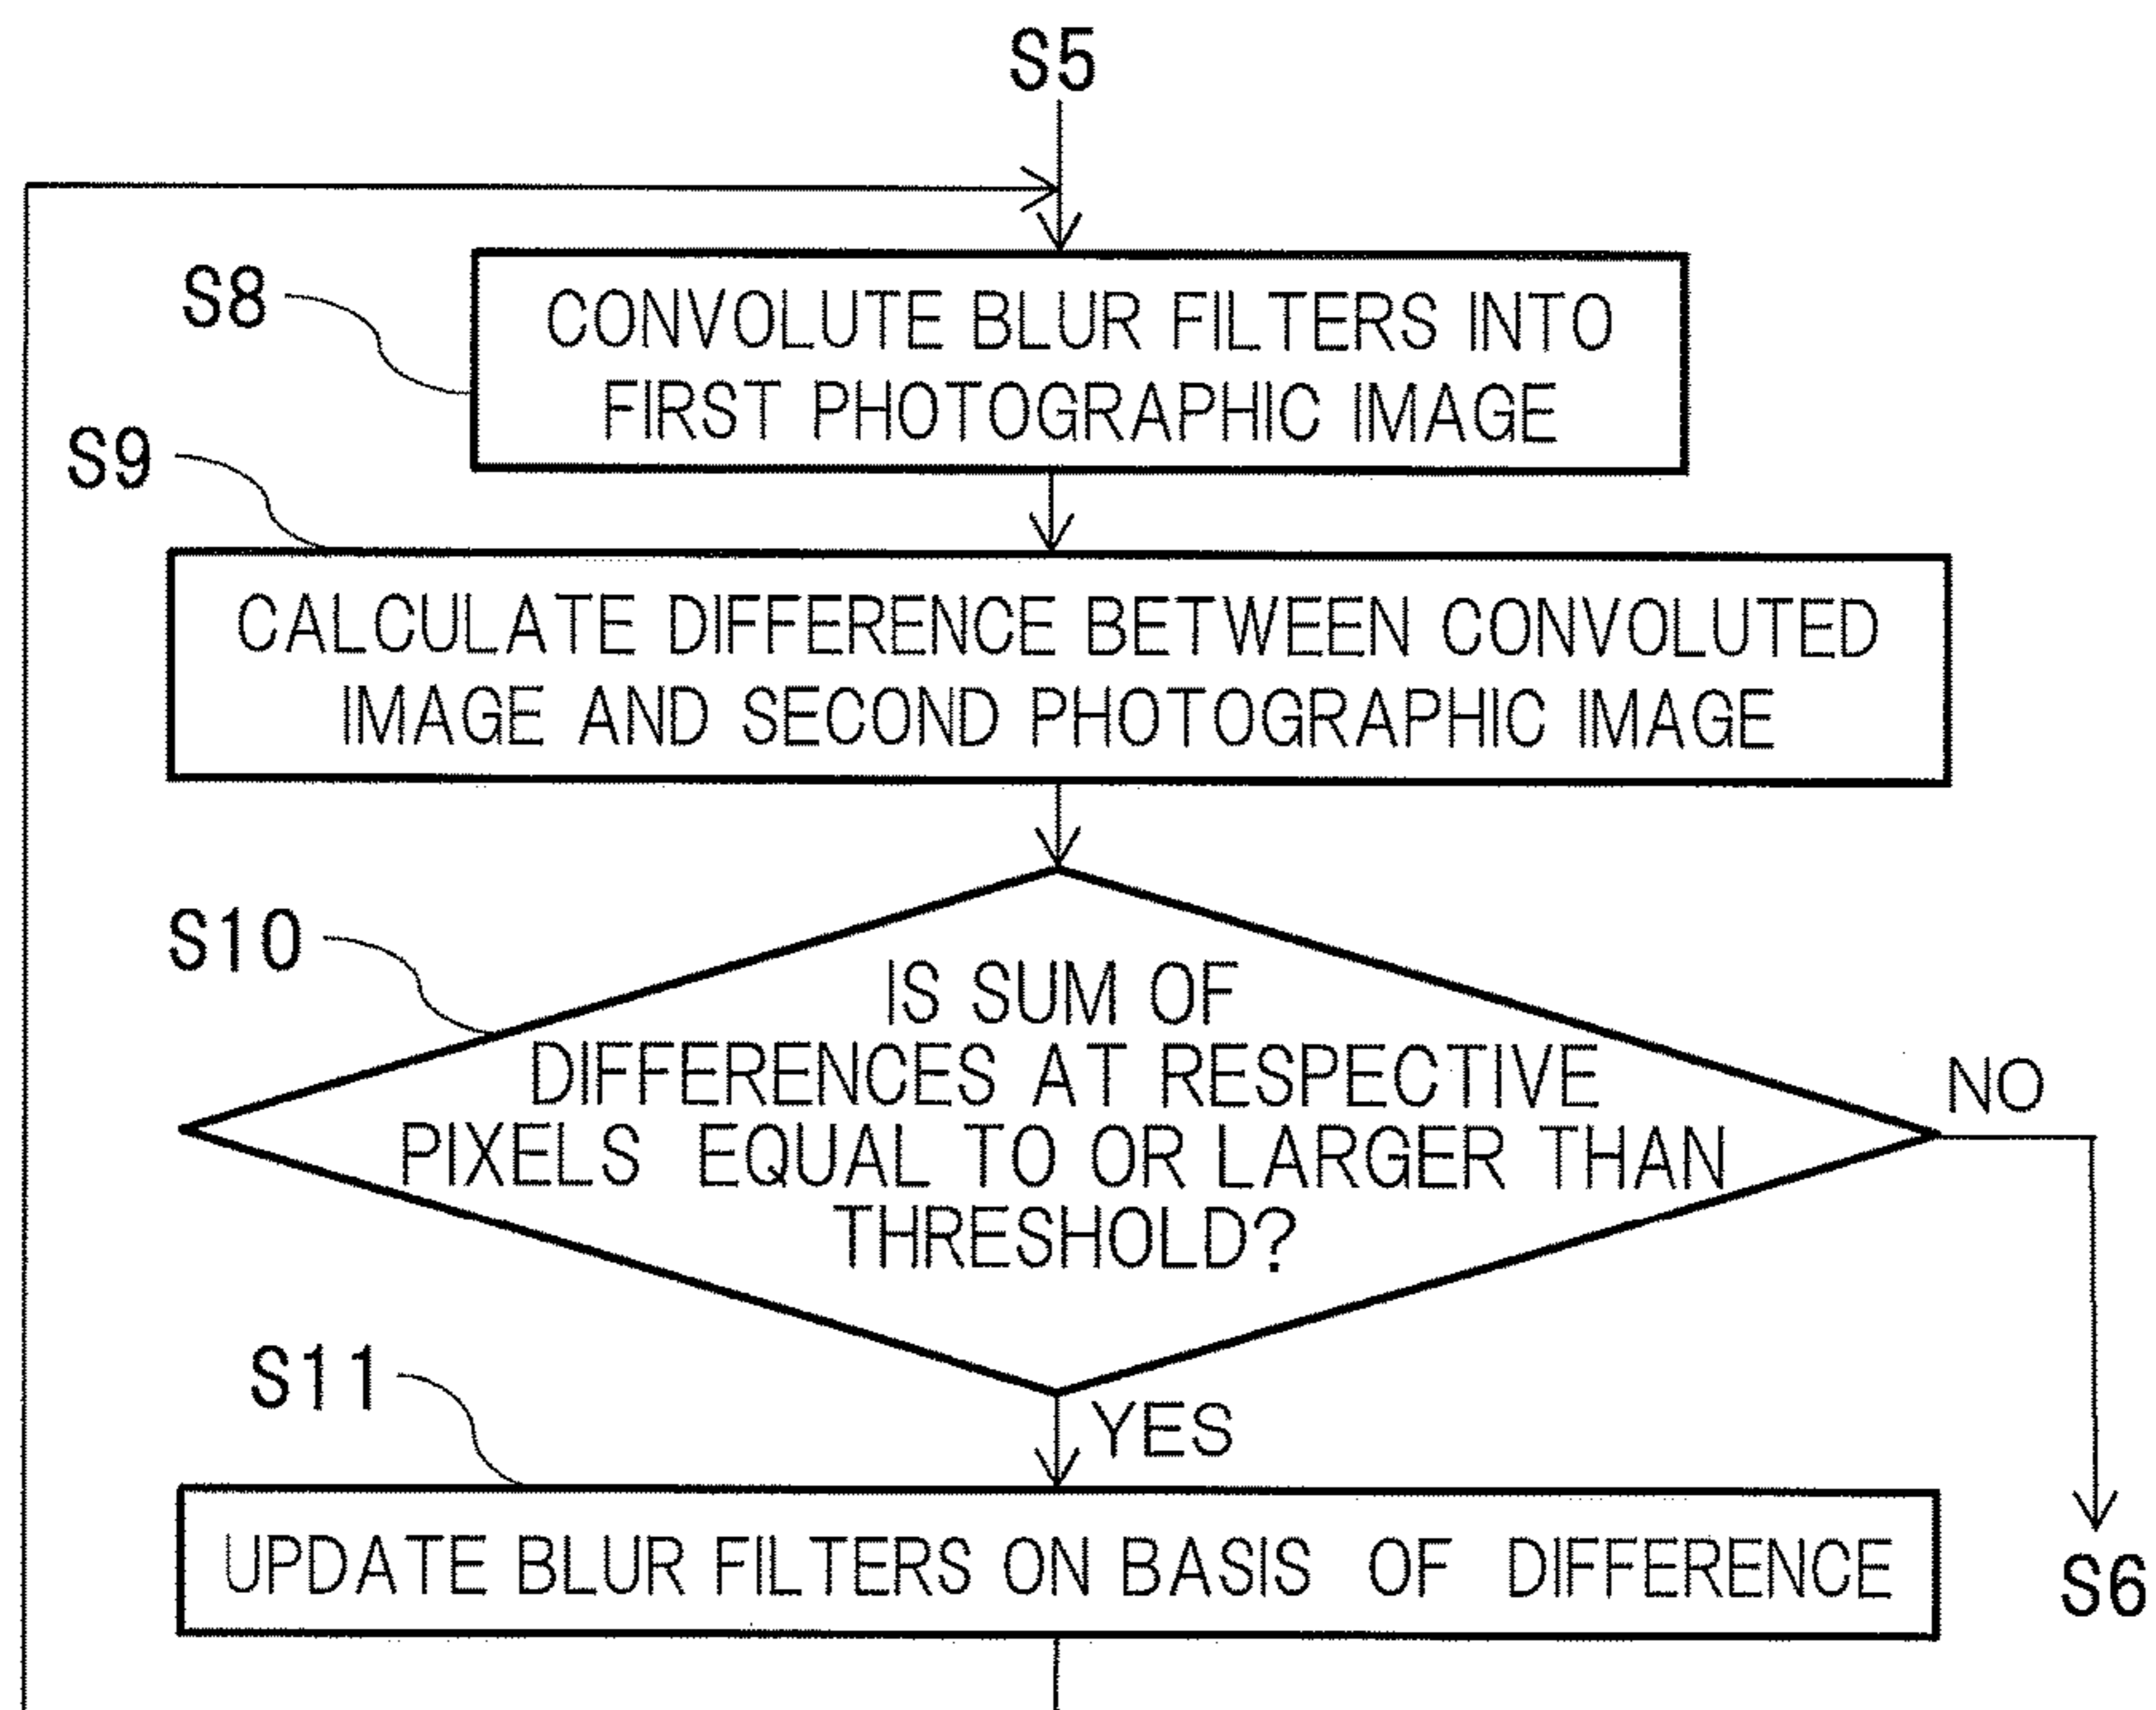 S5
S8
CONVOLUTE BLUR FILTERS INTO
FIRST PHOTOGRAPHIC IMAGE
S9
CALCULATE DIFFERENCE BETWEEN CONVOLUTED
IMAGE AND SECOND PHOTOGRAPHIC IMAGE
S10
IS SUM OF
DIFFERENCES AT RESPECTIVE
PIXELS EQUAL TO OR LARGER THAN
THRESHOLD?
NO
S11
YES
UPDATE BLUR FILTERS ON BASIS OF DIFFERENCE
S6